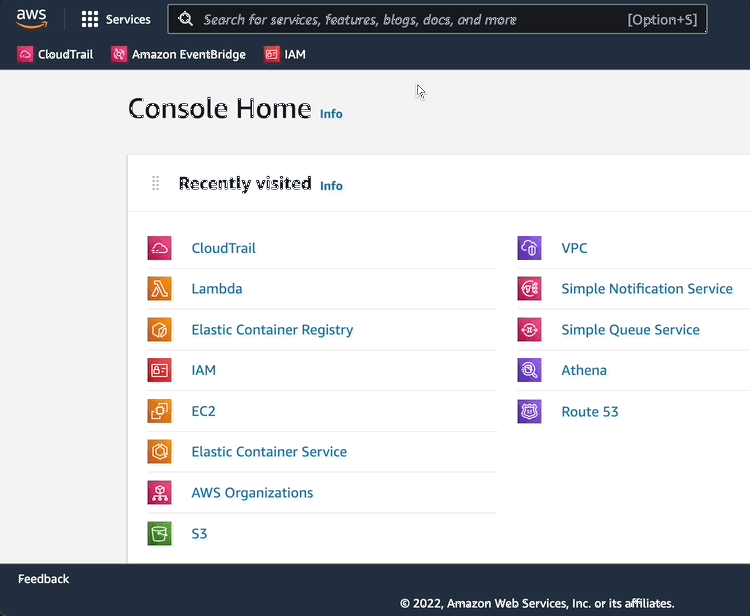 aws
Services
Search for services, features, blogs, docs, and more
[Option+S]
CloudTrail
Amazon EventBridge
IAM
Console Home
Info
Recently visited
Info
CloudTrail
Lambda
Elastic Container Registry
IAM
EC2
Elastic Container Service
AWS Organizations
S3
VPC
Simple Notification Service
Simple Queue Service
Athena
Route 53
Feedback
© 2022, Amazon Web Services, Inc. or its affiliates.